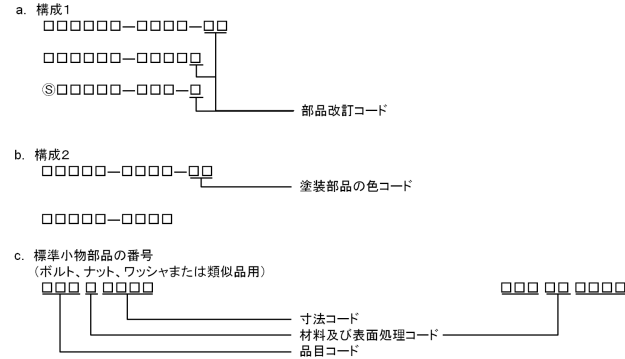 a. 構成1
□□□□□□―□□□□―□□
□□□□□□―□□□□□
Ⓢ□□□□□―□□□―□
部品改訂コード
b. 構成2
□□□□□―□□□□―□□
塗装部品の色コード
□□□□□―□□□□
c. 標準小物部品の番号
(ボルト、ナット、ワッシャまたは類似品用)
□□□ □ □□□□ □□□ □□ □□□□
寸法コード
材料及び表面処理コード
品目コード